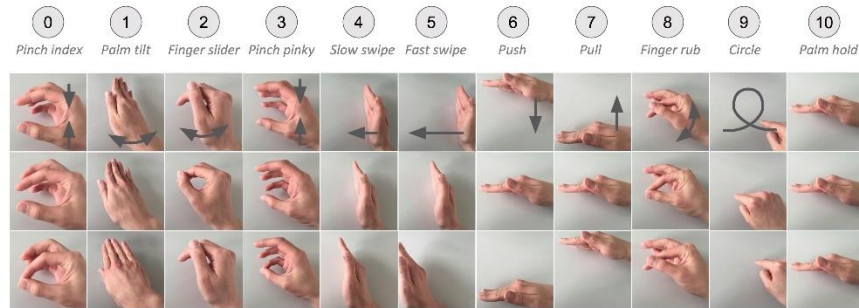 0 1 2 3 4 5 6 7 8 9 10
Pinch index Palm tilt Finger slider Pinch pinky Slow swipe Fast swipe Push Pull Finger rub Circle Palm hold